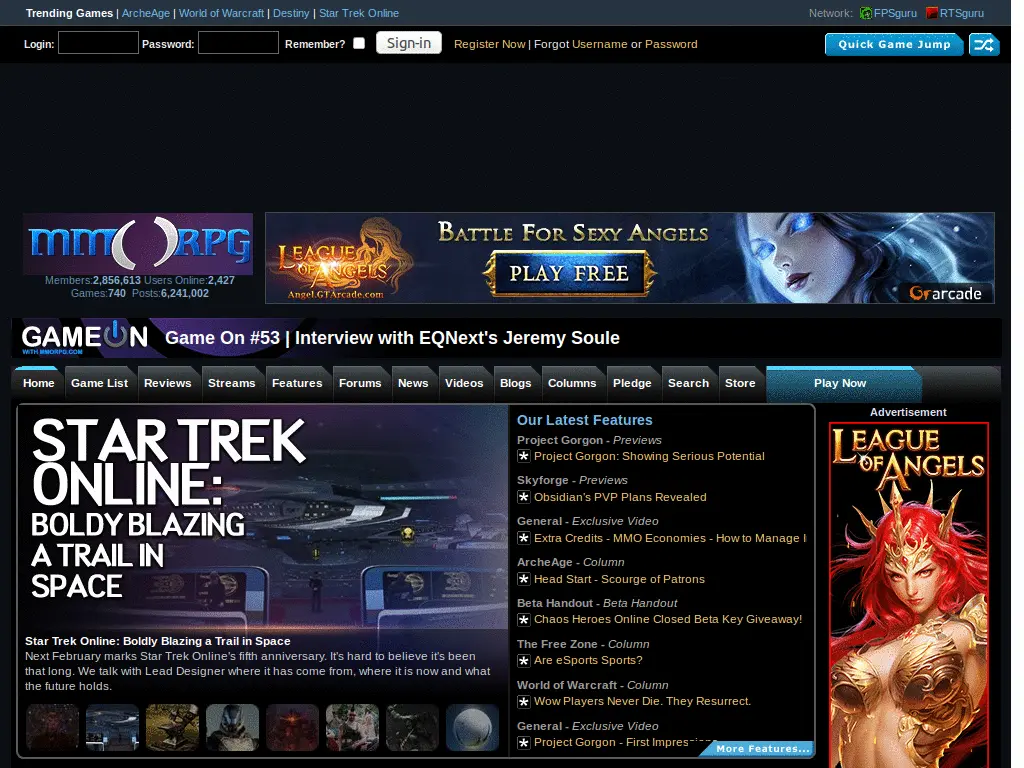 Trending Games | ArcheAge | World of Warcraft | Destiny | Star Trek Online
Network: FPSguru RTSguru
Login: Password: Remember? Sign-in Register Now | Forgot Username or Password
Quick Game Jump
MMORPG
Members:2,856,613 Users Online:2,427
Games:740 Posts:6,241,002
LEAGUE OF ANGELS
Angel.GTArcade.com
BATTLE FOR SEXY ANGELS
PLAY FREE
GTarcade
GAMEON
WITH MMORPG.COM
Game On #53 | Interview with EQNext's Jeremy Soule
Home Game List Reviews Streams Features Forums News Videos Blogs Columns Pledge Search Store Play Now
STAR TREK
ONLINE:
BOLDY BLAZING
A TRAIL IN
SPACE
Star Trek Online: Boldly Blazing a Trail in Space
Next February marks Star Trek Online's fifth anniversary. It's hard to believe it's been
that long. We talk with Lead Designer where it has come from, where it is now and what
the future holds.
Our Latest Features
Project Gorgon - Previews
Project Gorgon: Showing Serious Potential
Skyforge - Previews
Obsidian's PVP Plans Revealed
General - Exclusive Video
Extra Credits - MMO Economies - How to Manage I
ArcheAge - Column
Head Start - Scourge of Patrons
Beta Handout - Beta Handout
Chaos Heroes Online Closed Beta Key Giveaway!
The Free Zone - Column
Are eSports Sports?
World of Warcraft - Column
Wow Players Never Die. They Resurrect.
General - Exclusive Video
Project Gorgon - First Impressions
More Features...
Advertisement
LEAGUE
OF ANGELS